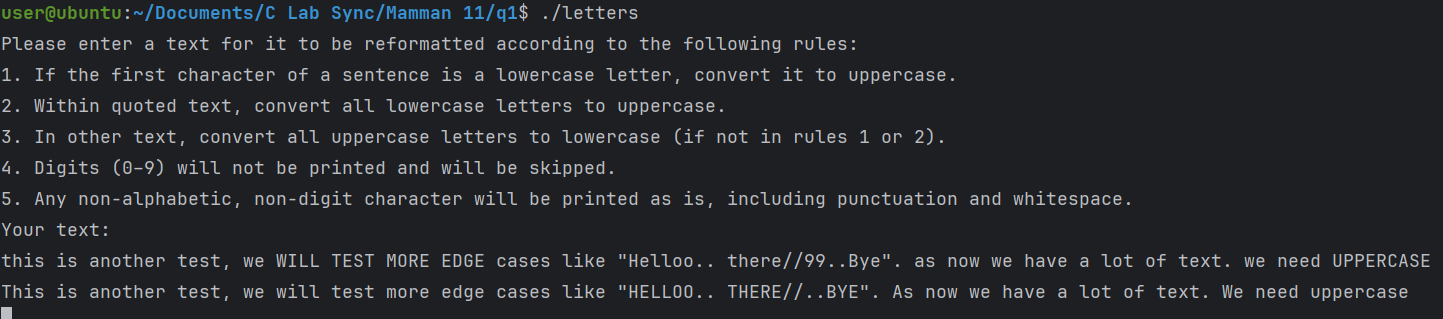 user@ubuntu:~/Documents/C Lab Sync/Mamman 11/q1$ ./letters
Please enter a text for it to be reformatted according to the following rules:
1. If the first character of a sentence is a lowercase letter, convert it to uppercase.
2. Within quoted text, convert all lowercase letters to uppercase.
3. In other text, convert all uppercase letters to lowercase (if not in rules 1 or 2).
4. Digits (0-9) will not be printed and will be skipped.
5. Any non-alphabetic, non-digit character will be printed as is, including punctuation and whitespace.
Your text:
this is another test, we WILL TEST MORE EDGE cases like "Helloo.. there//99..Bye". as now we have a lot of text. we need UPPERCASE
This is another test, we will test more edge cases like "HELLOO.. THERE//..BYE". As now we have a lot of text. We need uppercase